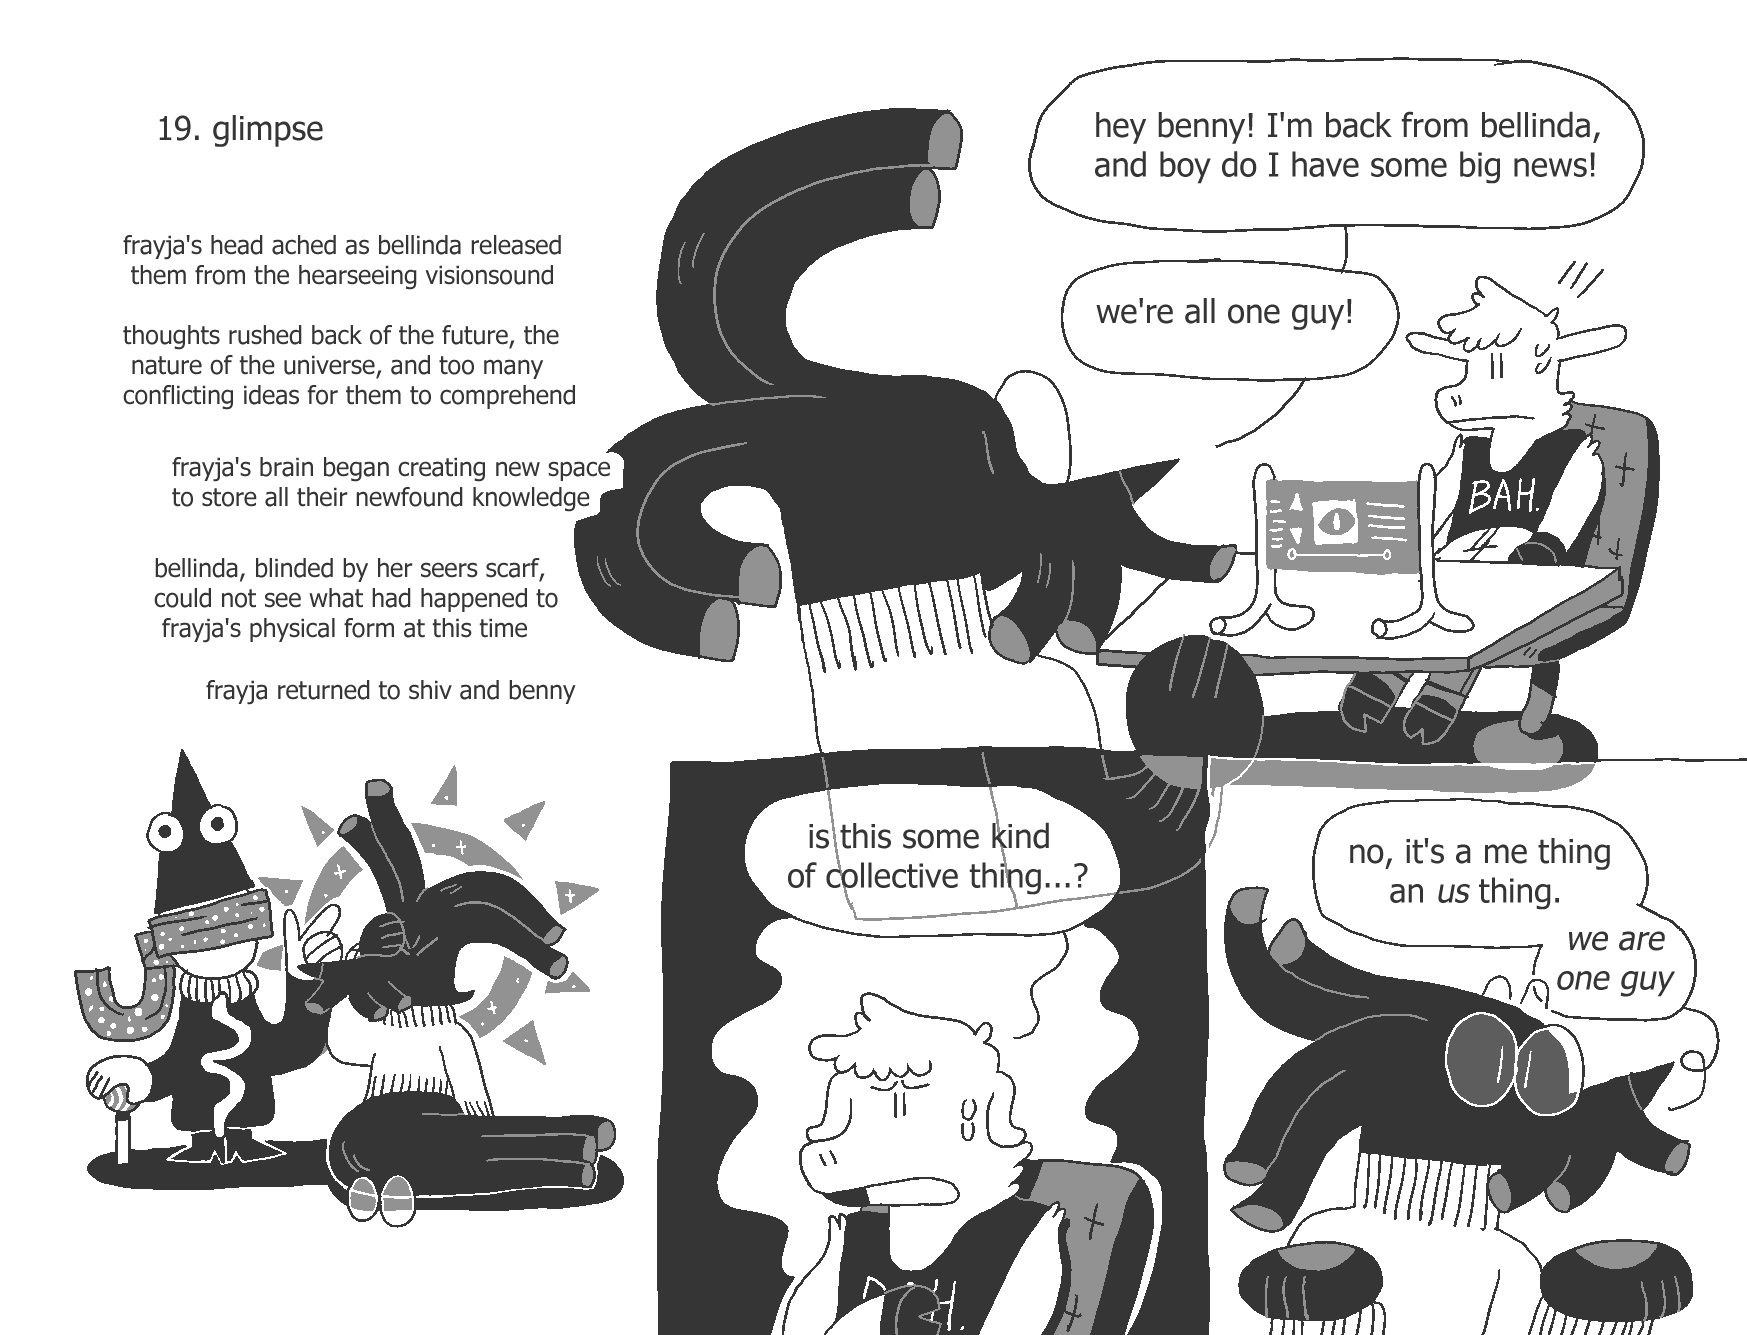 19. glimpse
frayja's head ached as bellinda released
them from the hearseeing visionsound
thoughts rushed back of the future, the
nature of the universe, and too many
conflicting ideas for them to comprehend
frayja's brain began creating new space
to store all their newfound knowledge
bellinda, blinded by her seers scarf,
could not see what had happened to
frayja's physical form at this time
frayja returned to shiv and benny
hey benny! I'm back from bellinda,
and boy do I have some big news!
we're all one guy!
BAH.
is this some kind
of collective thing...?
no, it's a me thing
an us thing.
we are
one guy